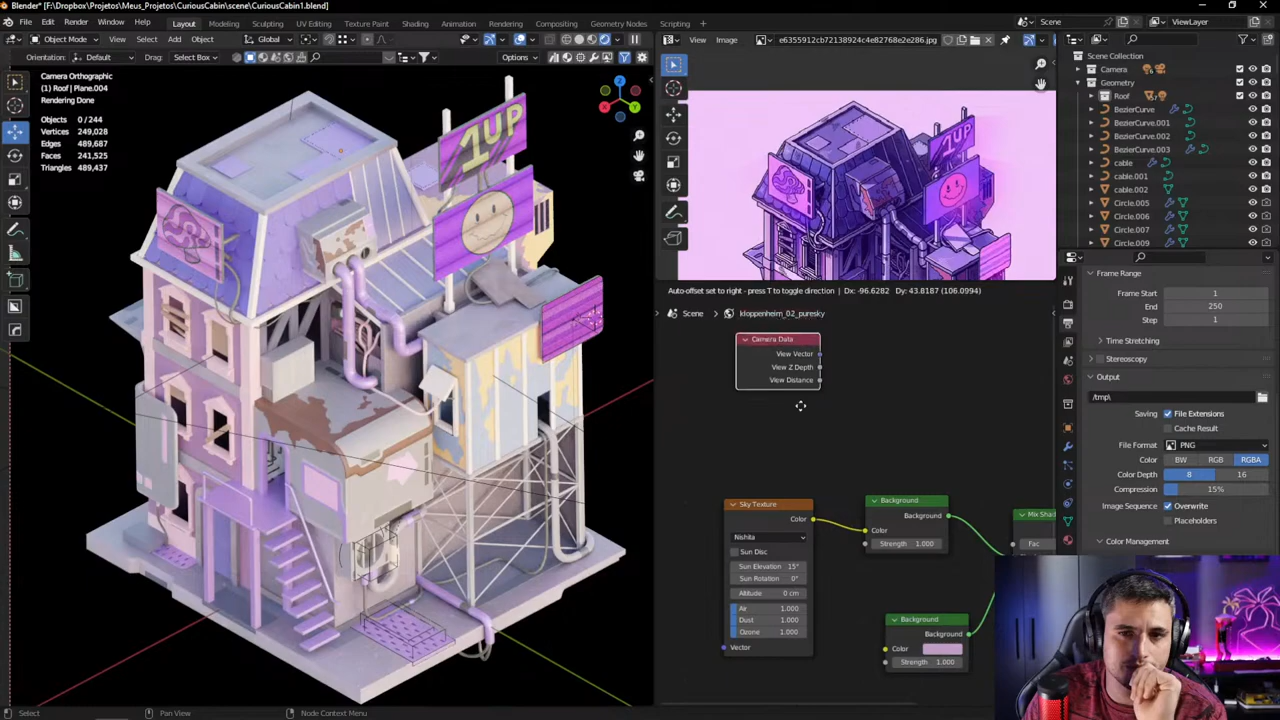 Blender* [F:\Dropbox\Projetos\Meus_Projetos\CuriousCabin\scene\CuriousCabin1.blend]
File Edit Render Window Help Layout Modeling Sculpting UV Editing Texture Paint Shading Animation Rendering Compositing Geometry Nodes Scripting + Scene ViewLayer
Object Mode View Select Add Object Global
View Image e6355912cb72138924c4e82768e2e286.jpg
Orientation: Default Drag: Select Box Options
Camera Orthographic
(1) Roof | Plane.004
Rendering Done
Objects 0/244
Vertices 249,028
Edges 489,687
Faces 241,525
Triangles 489,437
Z
Y
X
1UP
1UP
Scene Collection
Camera
Geometry
Roof
BezierCurve
BezierCurve.001
BezierCurve.002
BezierCurve.003
cable
cable.001
cable.002
Circle.005
Circle.006
Circle.007
Circle.009
Auto-offset set to right - press T to toggle direction | Dx: -96.6282 Dy: 43.8187 (106.0994)
Scene > kloppenheim_02_puresky
Camera Data
View Vector
View Z Depth
View Distance
Sky Texture
Color
Nishita
Sun Disc
Sun Elevation 15°
Sun Rotation 0°
Altitude 0 cm
Air 1.000
Dust 1.000
Ozone 1.000
Vector
Background
Background
Color
Strength 1.000
Background
Background
Color
Strength 1.000
Mix Shad
Fac
Frame Range
Frame Start 1
End 250
Step 1
Time Stretching
Stereoscopy
Output
/tmp\
Saving File Extensions
Cache Result
File Format PNG
Color BW RGB RGBA
Color Depth 8 16
Compression 15%
Image Sequence Overwrite
Placeholders
Color Management
Select Pan View Node Context Menu